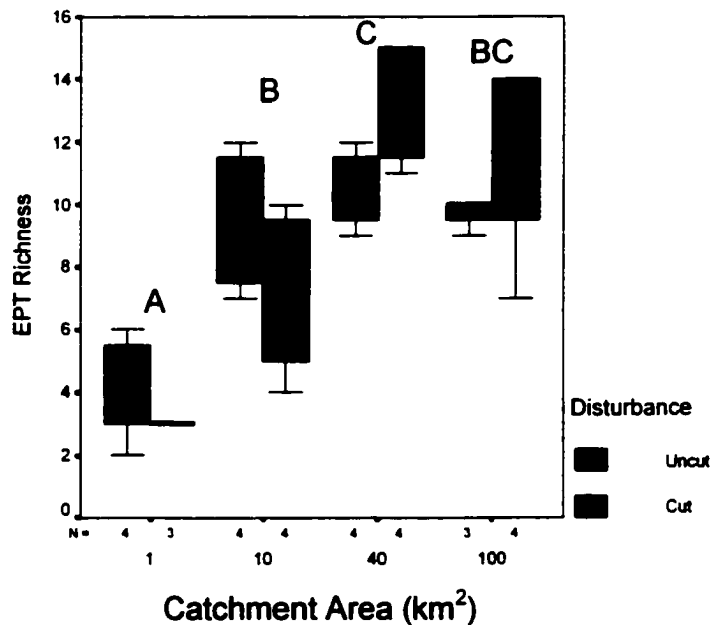 16
14
12
10
8
6
4
2
0
EPT Richness
A
B
C
BC
Disturbance
Uncut
Cut
N = 4 3 4 4 4 4 3 4
1 10 40 100
Catchment Area (km²)